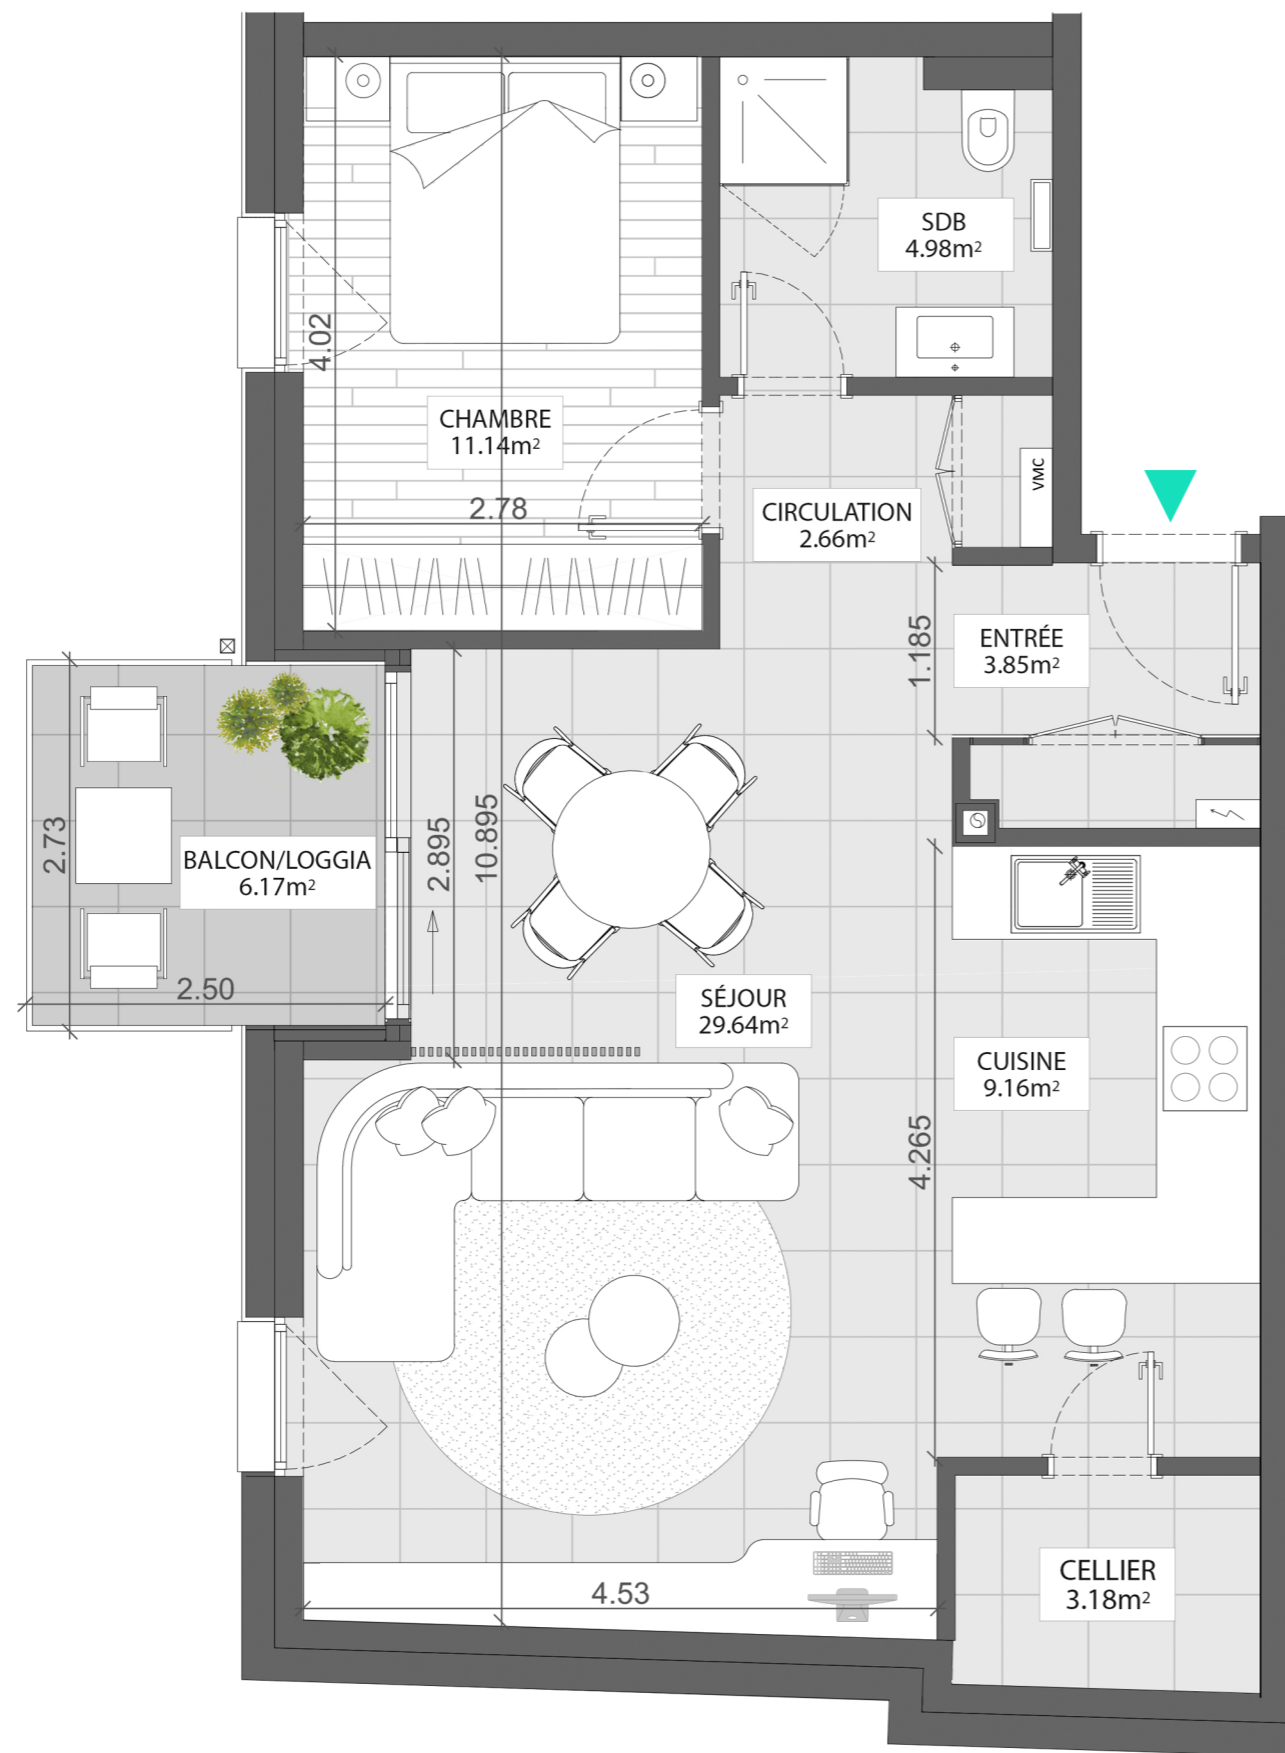 SDB
4.98m²
4.02
CHAMBRE
11.14m²
2.78
VMC
CIRCULATION
2.66m²
1.185
ENTRÉE
3.85m²
2.73
BALCON/LOGGIA
6.17m²
2.895
10.895
2.50
SÉJOUR
29.64m²
CUISINE
9.16m²
4.265
CELLIER
3.18m²
4.53